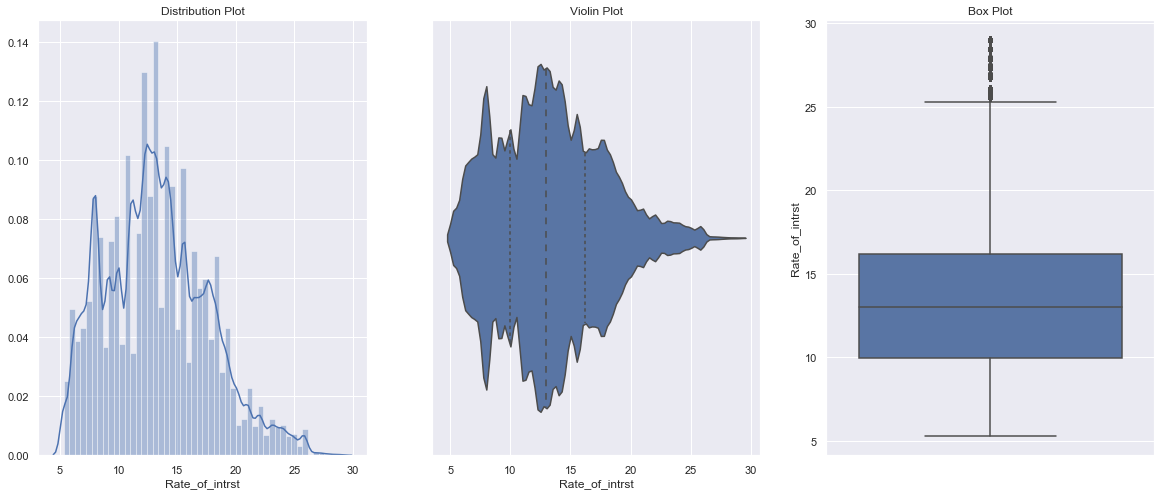 Distribution Plot
0.14
0.12
0.10
0.08
0.06
0.04
0.02
0.00
5 10 15 20 25 30
Rate_of_intrst
Violin Plot
5 10 15 20 25 30
Rate_of_intrst
Box Plot
30
25
20
15
10
5
Rate_of_intrst